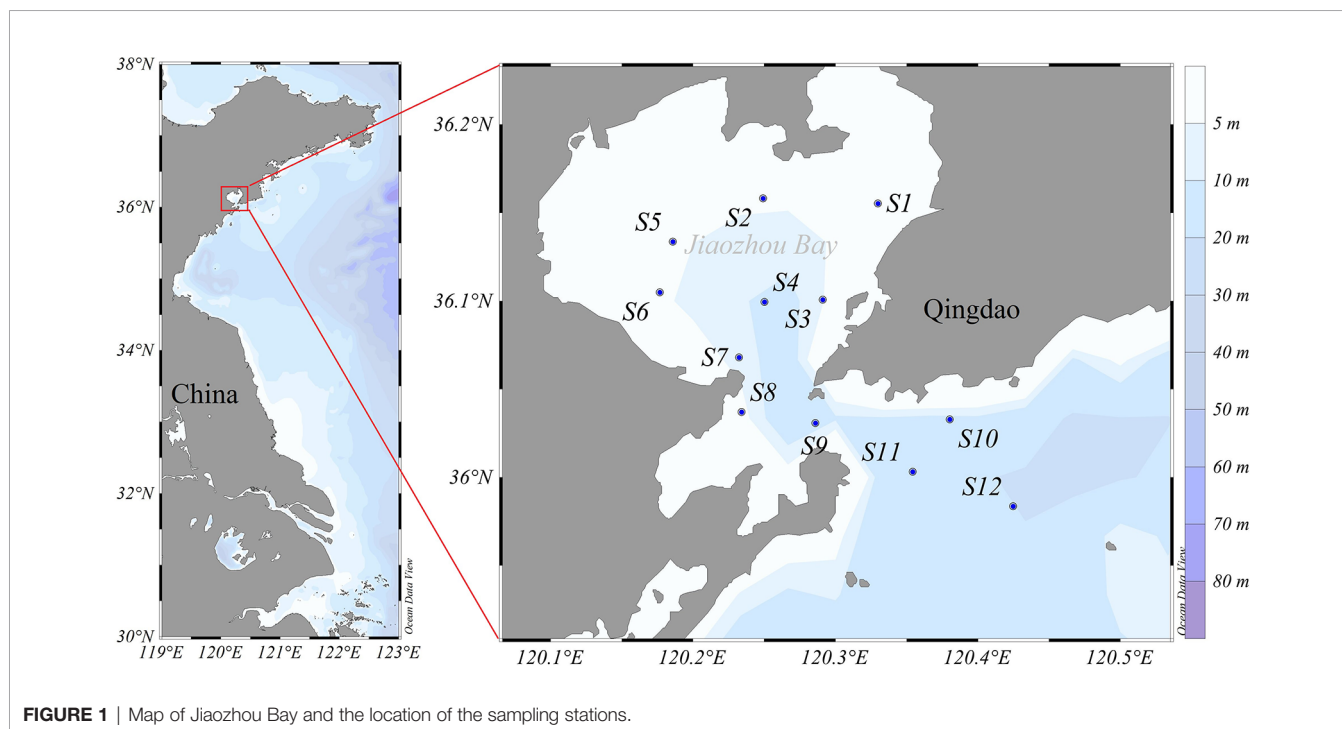 38°N
36°N
34°N
32°N
30°N
119°E
120°E
121°E
122°E
123°E
China
Ocean Data View
36.2°N
36.1°N
36°N
120.1°E
120.2°E
120.3°E
120.4°E
120.5°E
S1
S2
S5
Jiaozhou Bay
S4
S6
S3
Qingdao
S7
S8
S9
S11
S10
S12
Ocean Data View
5 m
10 m
20 m
30 m
40 m
50 m
60 m
70 m
80 m
FIGURE 1 | Map of Jiaozhou Bay and the location of the sampling stations.